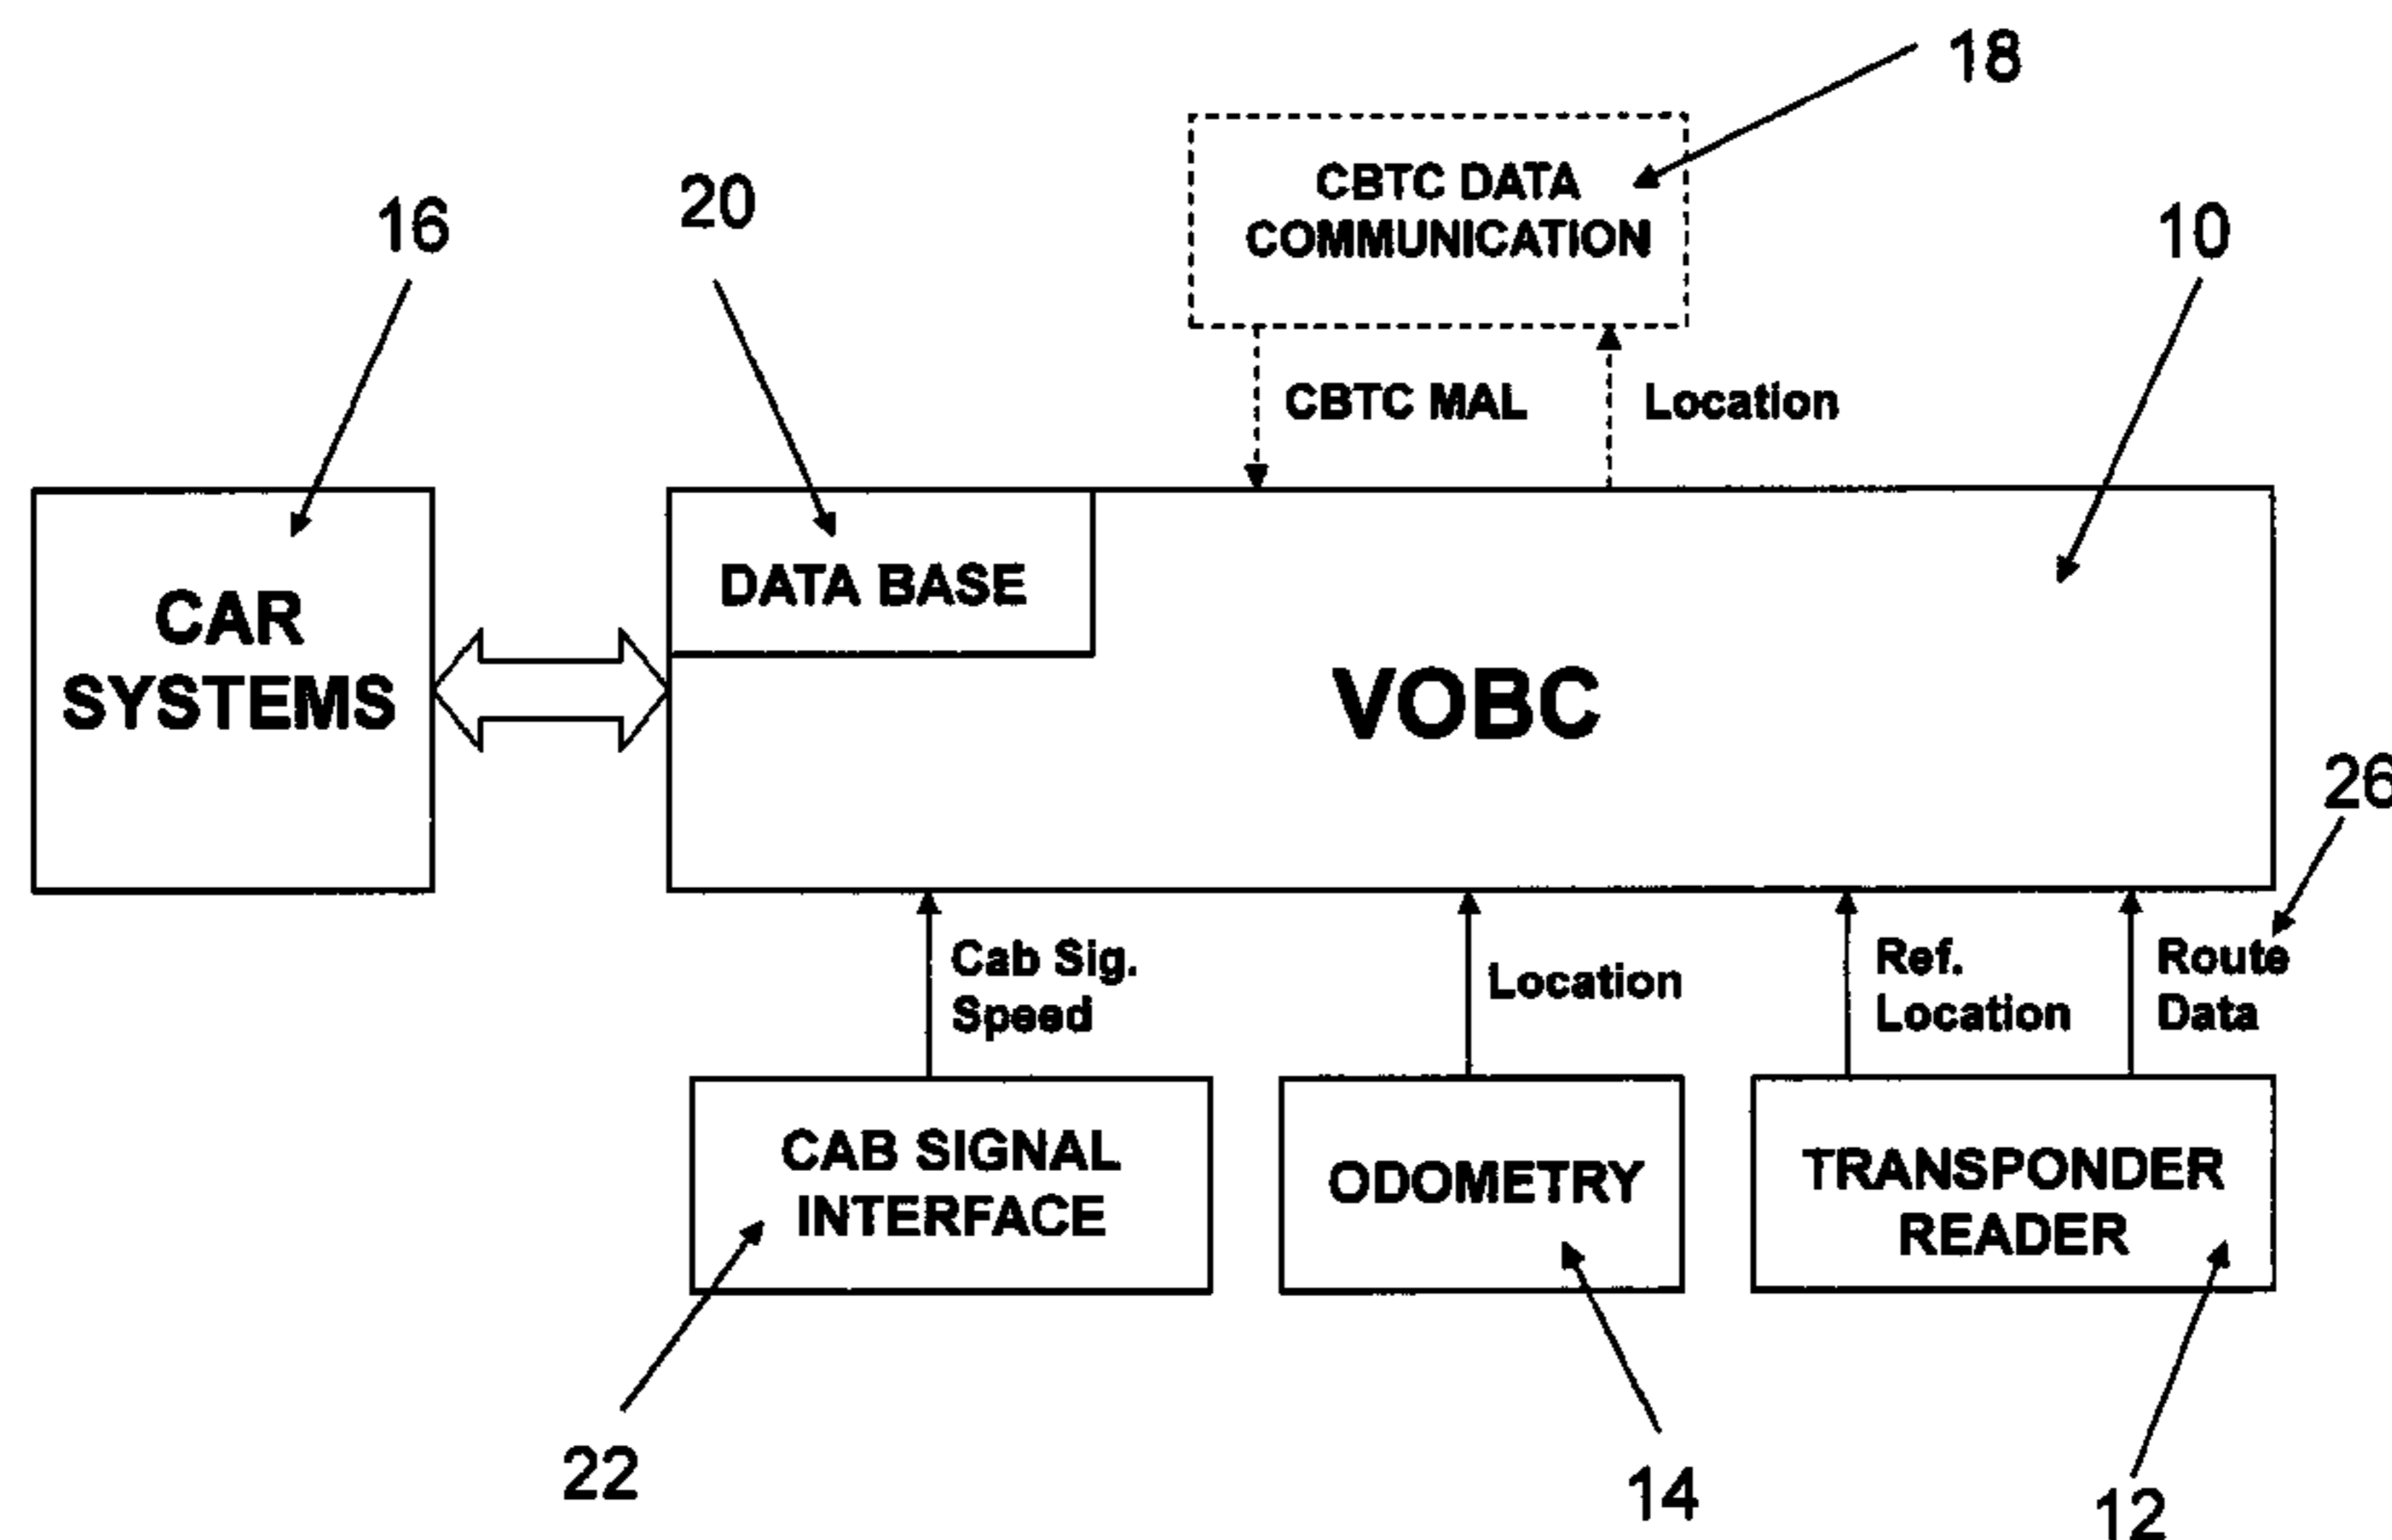 18
CBTC DATA
COMMUNICATION
16
20
10
CBTC MAL
Location
DATA BASE
CAR
SYSTEMS
VOBC
26
Cab Sig.
Speed
Location
Ref.
Location
Route
Data
CAB SIGNAL
INTERFACE
ODOMETRY
TRANSPONDER
READER
22
14
12